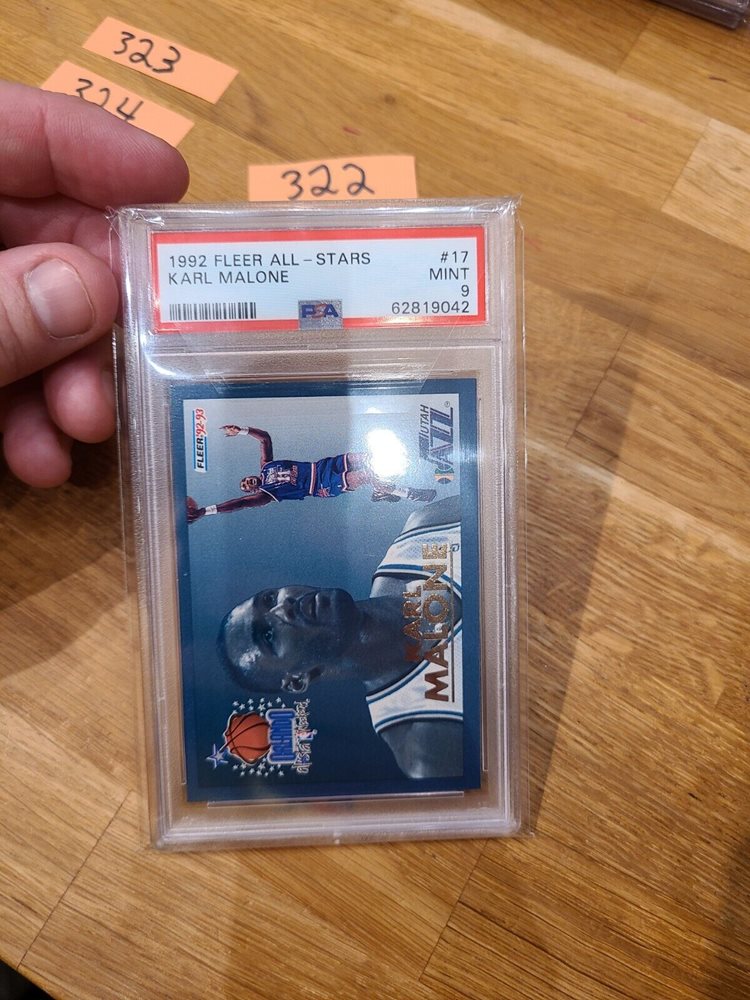 323
324
322
1992 FLEER ALL-STARS #17
KARL MALONE MINT
9
PSA 62819042
FLEER '92-93
UTAH
JAZZ
KARL
MALONE
ORLANDO